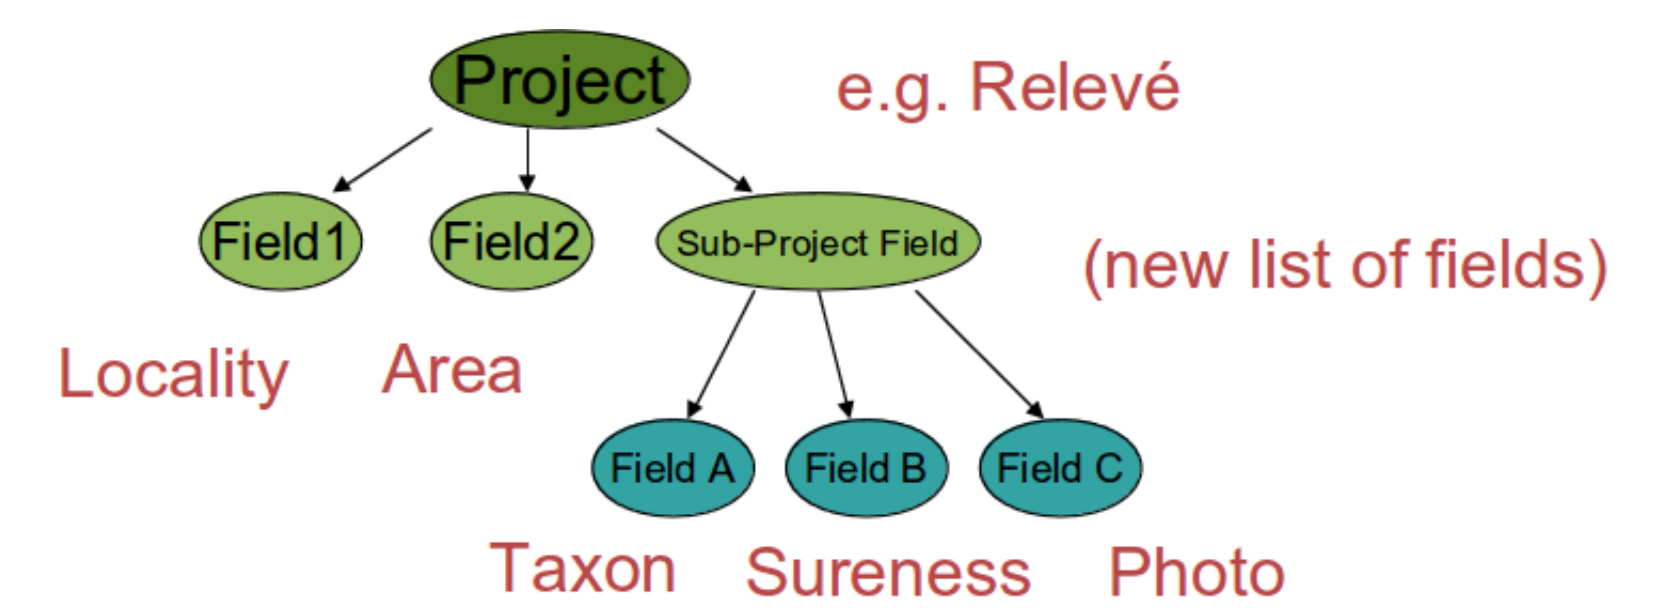 Project
e.g. Relevé
Field1
Field2
Sub-Project Field
(new list of fields)
Locality
Area
Field A
Field B
Field C
Taxon
Sureness
Photo